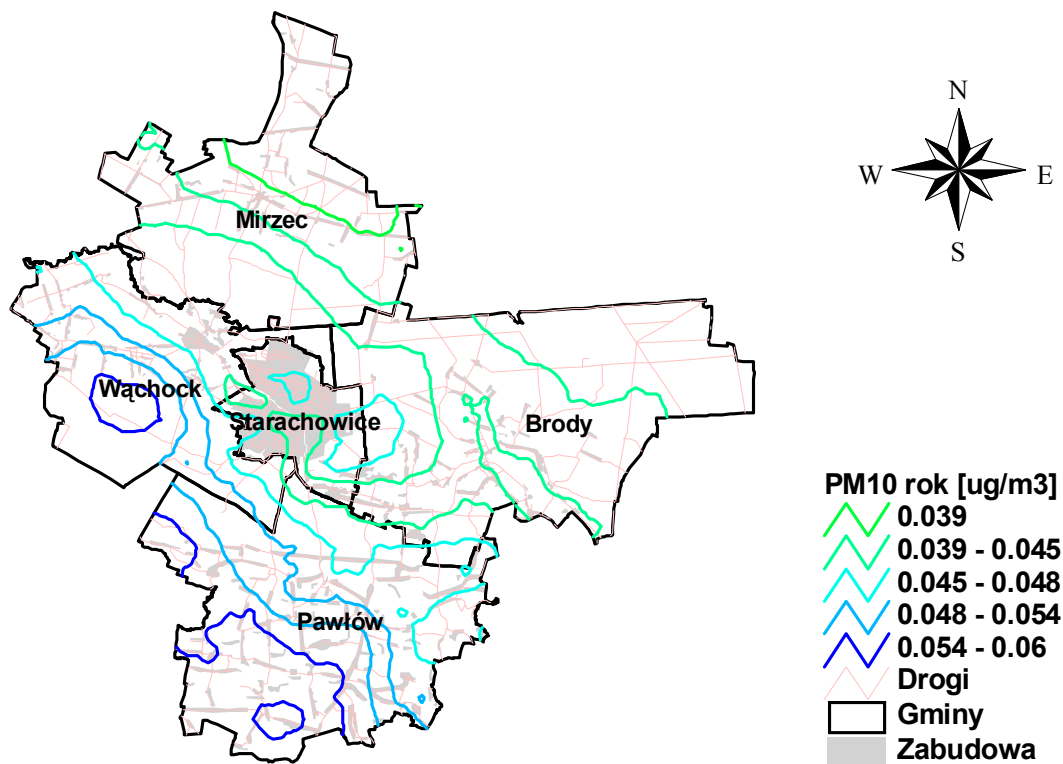 N
W E
S
Mirzec
Wąchock
Starachowice
Brody
Pawłów
PM10 rok [ug/m3]
0.039
0.039 - 0.045
0.045 - 0.048
0.048 - 0.054
0.054 - 0.06
Drogi
Gminy
Zabudowa